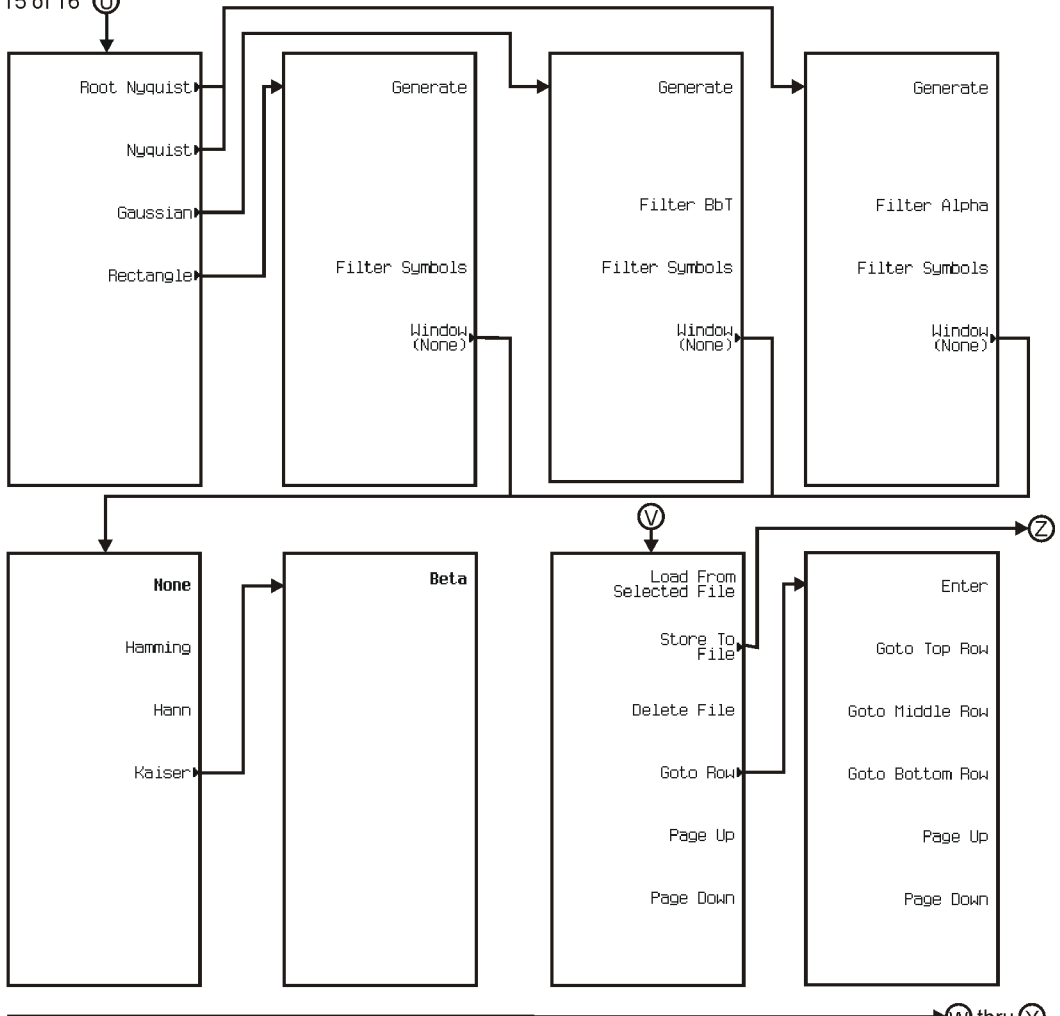 15 of 16 U
Root Nyquist
Nyquist
Gaussian
Rectangle
Generate
Filter Symbols
Window
(None)
Generate
Filter BbT
Filter Symbols
Window
(None)
Generate
Filter Alpha
Filter Symbols
Window
(None)
None
Hamming
Hann
Kaiser
Beta
V
Load From
Selected File
Store To
File
Delete File
Goto Row
Page Up
Page Down
Z
Enter
Goto Top Row
Goto Middle Row
Goto Bottom Row
Page Up
Page Down
W thru Y